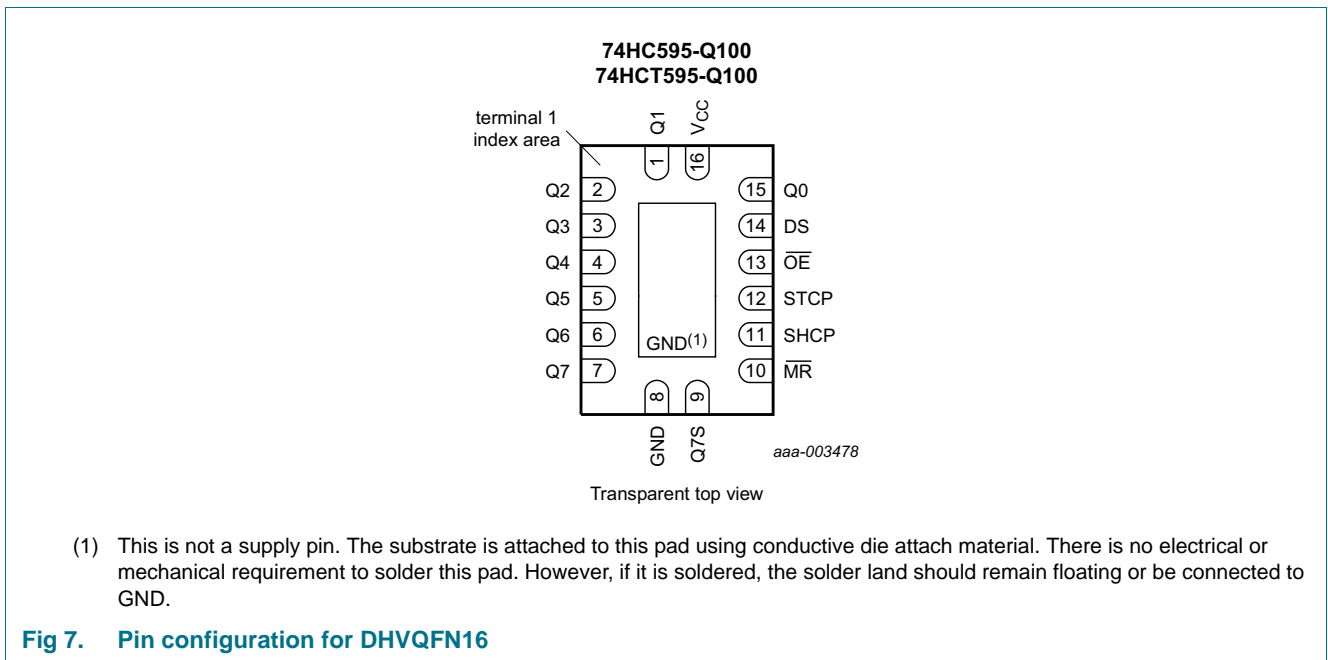 74HC595-Q100
74HCT595-Q100
terminal 1
index area
Q1
VCC
1
16
Q2 2
15 Q0
Q3 3
14 DS
Q4 4
13 O̅E̅
Q5 5
12 STCP
Q6 6
11 SHCP
GND(1)
Q7 7
10 M̅R̅
8
9
GND
Q7S
aaa-003478
Transparent top view
(1) This is not a supply pin. The substrate is attached to this pad using conductive die attach material. There is no electrical or
mechanical requirement to solder this pad. However, if it is soldered, the solder land should remain floating or be connected to
GND.
Fig 7. Pin configuration for DHVQFN16